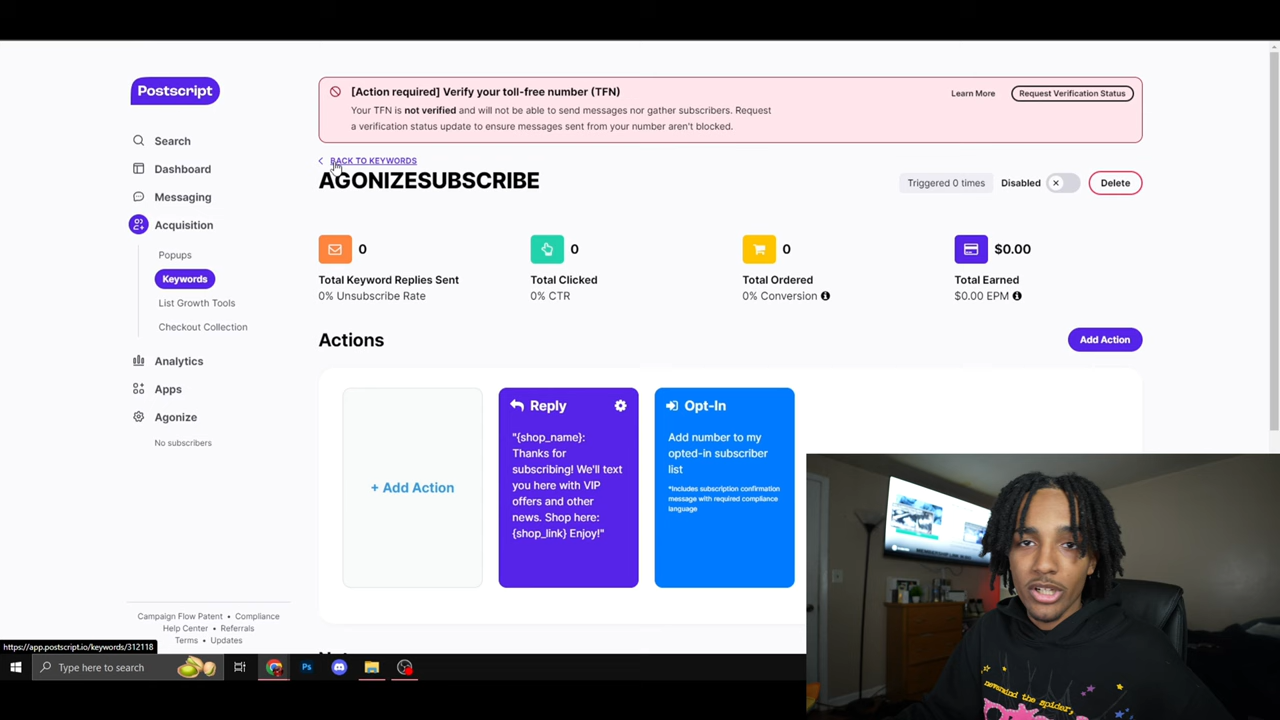 Postscript
[Action required] Verify your toll-free number (TFN)
Learn More
Request Verification Status
Your TFN is not verified and will not be able to send messages nor gather subscribers. Request
a verification status update to ensure messages sent from your number aren't blocked.
Search
Dashboard
Messaging
Acquisition
Popups
Keywords
List Growth Tools
Checkout Collection
Analytics
Apps
Agonize
No subscribers
BACK TO KEYWORDS
AGONIZESUBSCRIBE
Triggered 0 times
Disabled
Delete
0
Total Keyword Replies Sent
0% Unsubscribe Rate
0
Total Clicked
0% CTR
0
Total Ordered
0% Conversion
$0.00
Total Earned
$0.00 EPM
Actions
Add Action
+ Add Action
Reply
"{shop_name}:
Thanks for
subscribing! We'll text
you here with VIP
offers and other
news. Shop here:
{shop_link} Enjoy!"
Opt-In
Add number to my
opted-in subscriber
list
*Includes subscription confirmation
message with required compliance
language
Campaign Flow Patent • Compliance
Help Center • Referrals
Terms • Updates
https://app.postscript.io/keywords/312118
Type here to search
Ps
nevermind the spider,